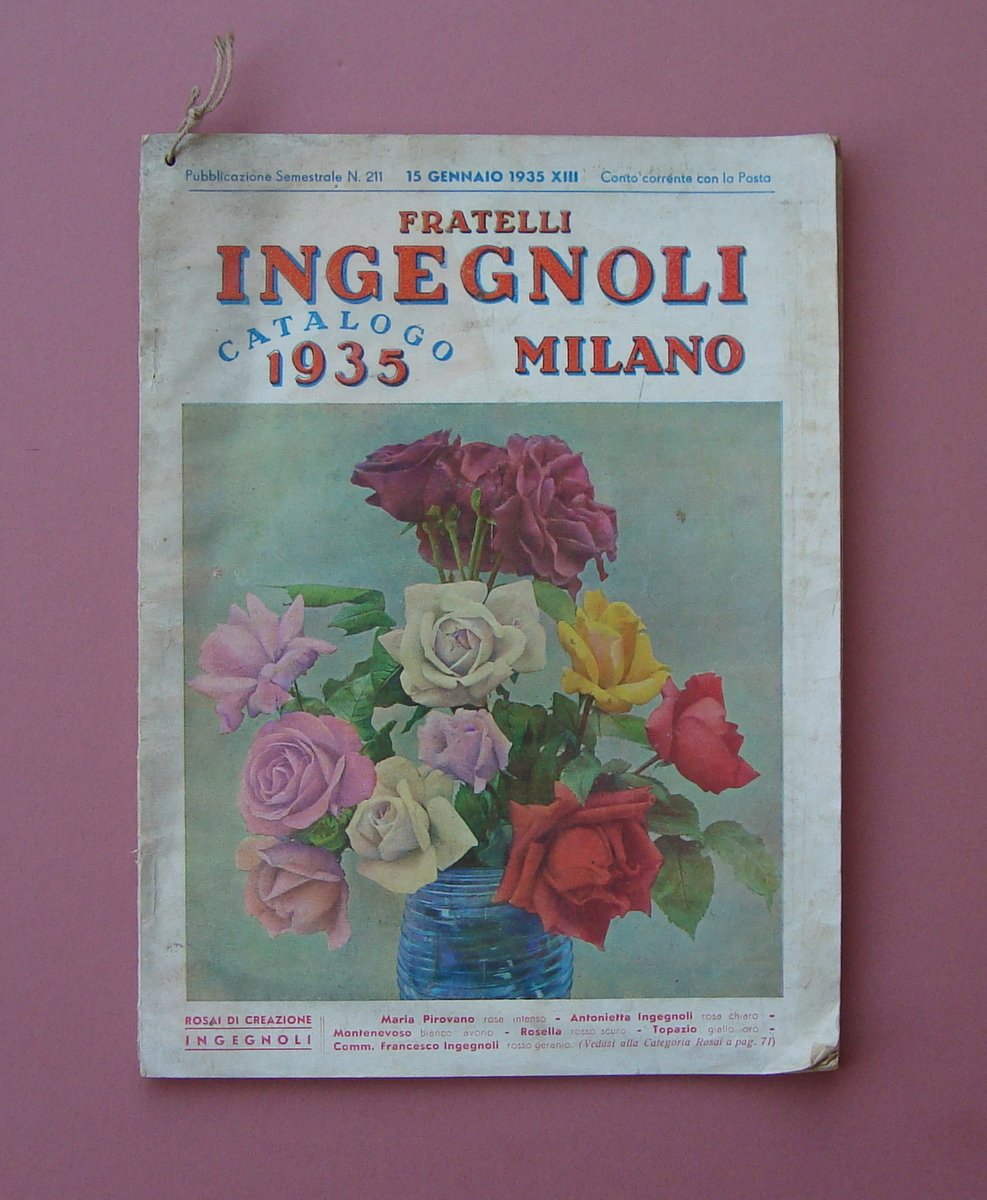 Pubblicazione Semestrale N. 211 15 GENNAIO 1935 XIII Conto corrente con la Posta
FRATELLI
INGEGNOLI
CATALOGO
1935 MILANO
ROSAI DI CREAZIONE
INGEGNOLI
Maria Pirovano rosa intenso - Antonietta Ingegnoli rosa chiaro -
Montenevoso bianco avorio - Rosella rosso scuro - Topazio giallo oro -
Comm. Francesco Ingegnoli rosso geranio. (Vedasi alla Categoria Rosai a pag. 71)